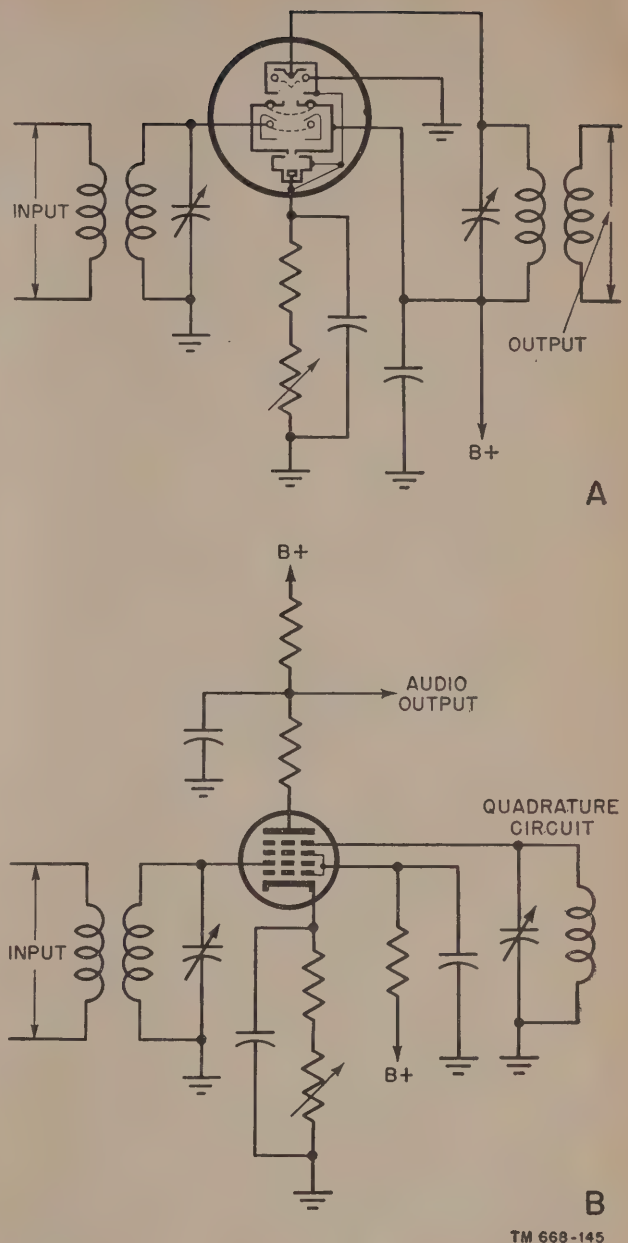 INPUT
OUTPUT
B+
A
B+
AUDIO
OUTPUT
QUADRATURE
CIRCUIT
INPUT
B+
B
TM 668-145